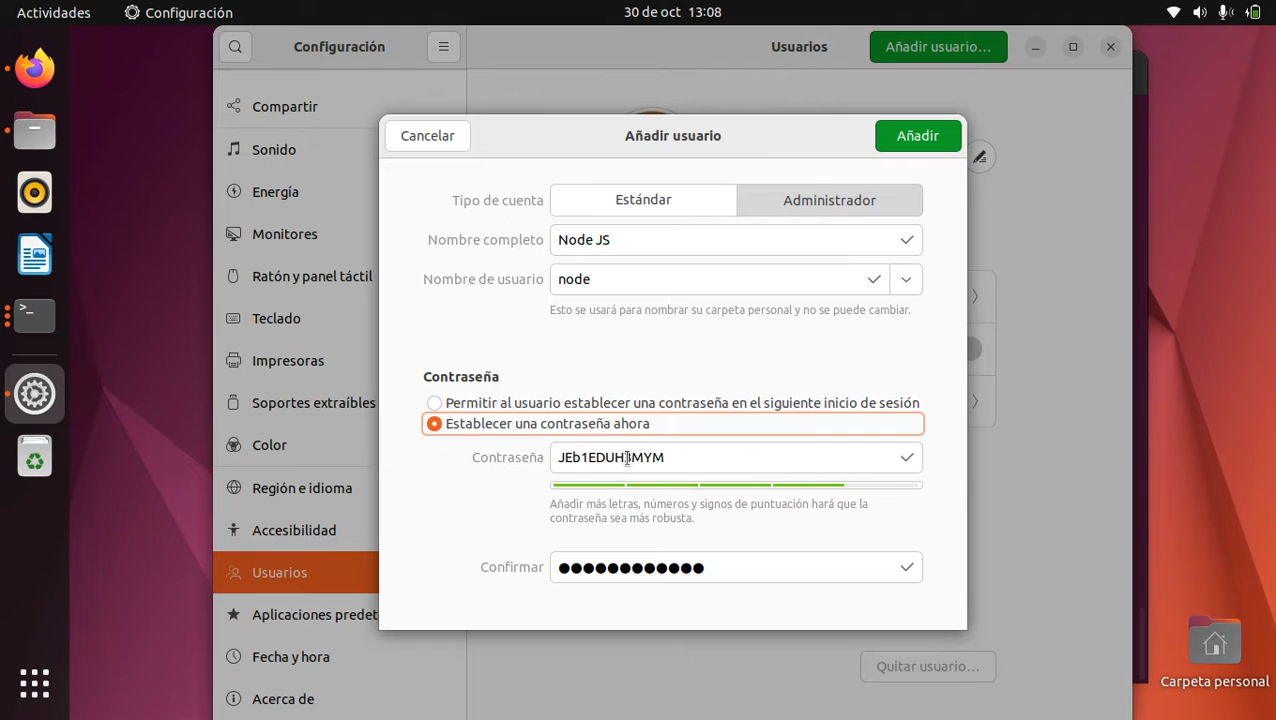 Actividades
Configuración
30 de oct 13:08
Configuración
Usuarios
Añadir usuario...
Compartir
Sonido
Energía
Monitores
Ratón y panel táctil
Teclado
Impresoras
Soportes extraíbles
Color
Región e idioma
Accesibilidad
Usuarios
Aplicaciones predet
Fecha y hora
Acerca de
Cancelar
Añadir usuario
Añadir
Tipo de cuenta
Estándar
Administrador
Nombre completo
Node JS
Nombre de usuario
node
Esto se usará para nombrar su carpeta personal y no se puede cambiar.
Contraseña
Permitir al usuario establecer una contraseña en el siguiente inicio de sesión
Establecer una contraseña ahora
Contraseña
Añadir más letras, números y signos de puntuación hará que la
contraseña sea más robusta.
Confirmar
●●●●●●●●●●●●
Quitar usuario...
Carpeta personal